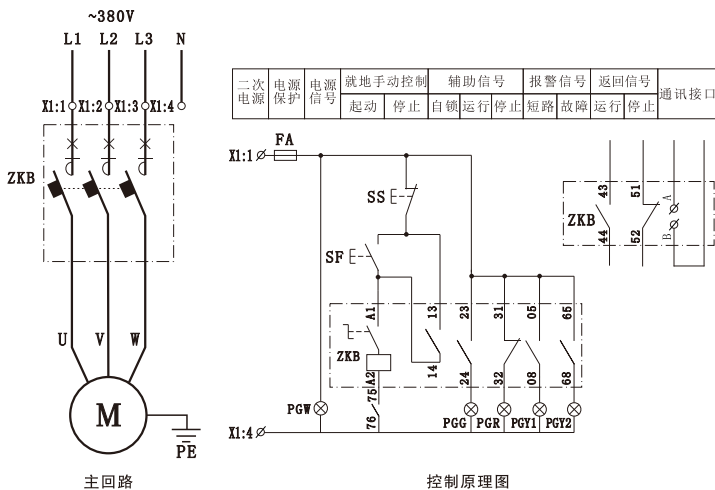 ~380V
L1 L2 L3 N
X1:1 X1:2 X1:3 X1:4
ZKB
U V W
M
PE
主回路
二次电源 电源保护 电源信号 就地手动控制 辅助信号 报警信号 返回信号 通讯接口
起动 停止 自锁 运行 停止 短路 故障 运行 停止
X1:1 FA
SS
SF
A1 13 23 31 05 65
ZKB
A2 14 24 32 08 68
75
76
PGW PGG PGR PGY1 PGY2
X1:4
43 51 A
ZKB
44 52 B
控制原理图